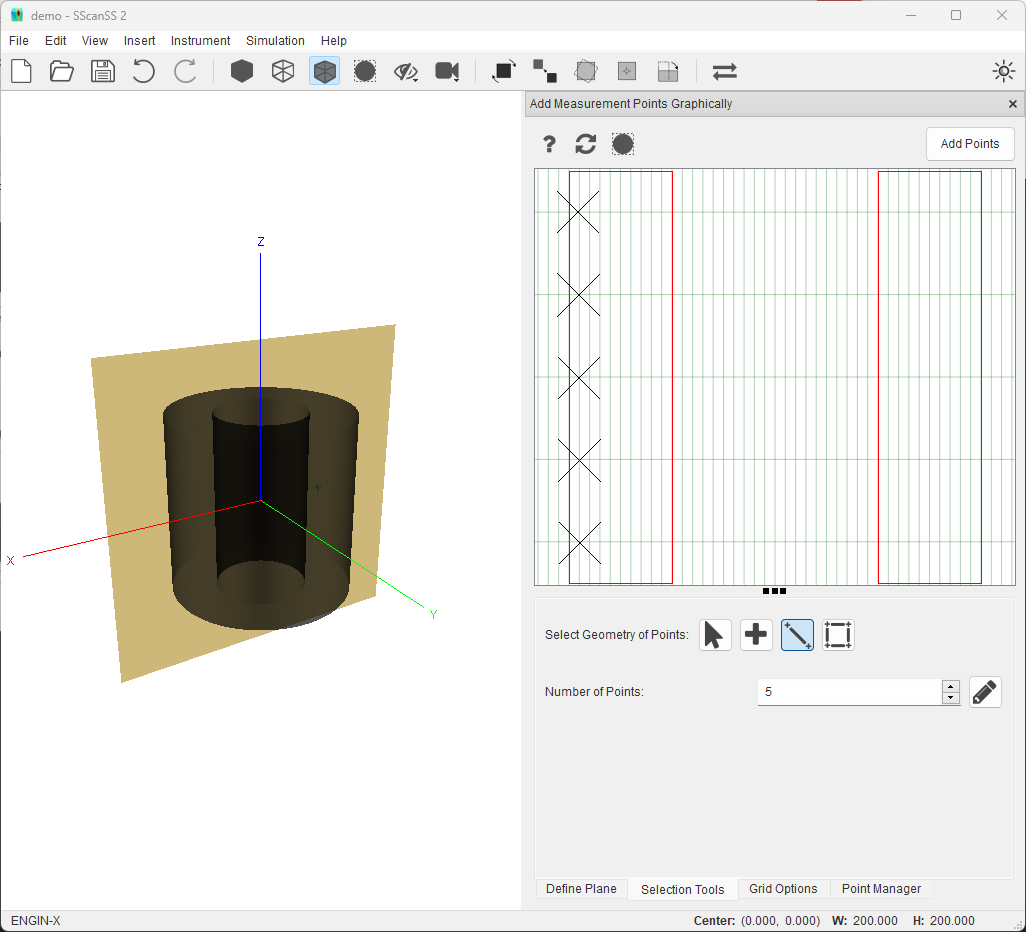 demo - SScanSS 2
File Edit View Insert Instrument Simulation Help
Add Measurement Points Graphically
Add Points
Z
X
Y
Select Geometry of Points:
Number of Points: 5
Define Plane Selection Tools Grid Options Point Manager
ENGIN-X Center: (0.000, 0.000) W: 200.000 H: 200.000